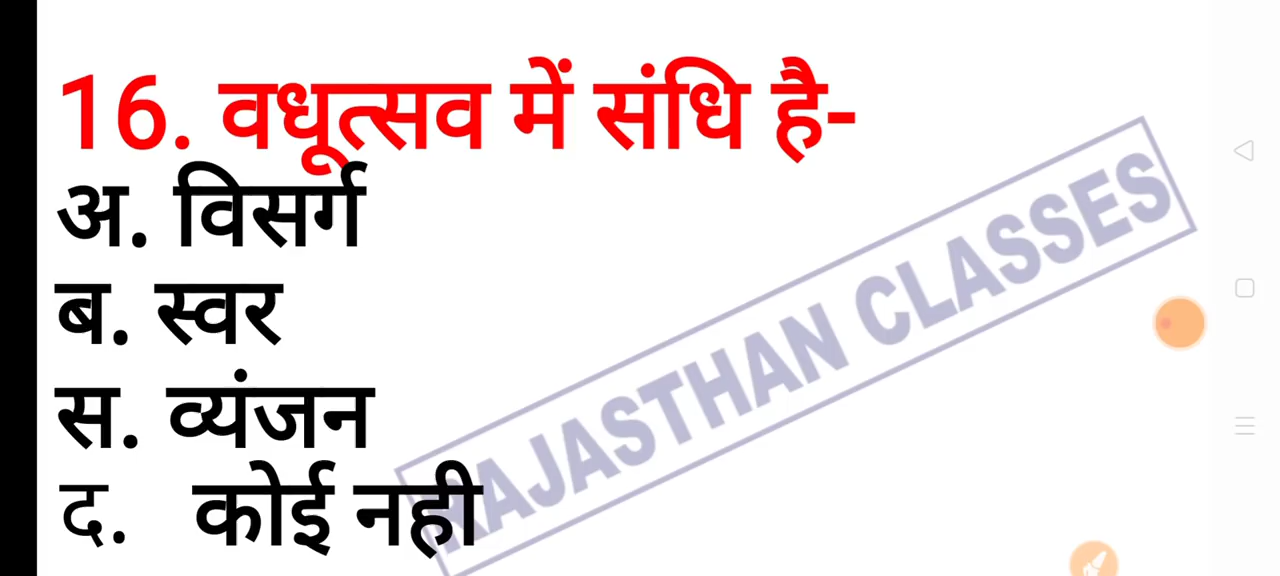 16. वधूत्सव में संधि है-
अ. विसर्ग
ब. स्वर
स. व्यंजन
द. कोई नही
RAJASTHAN CLASSES